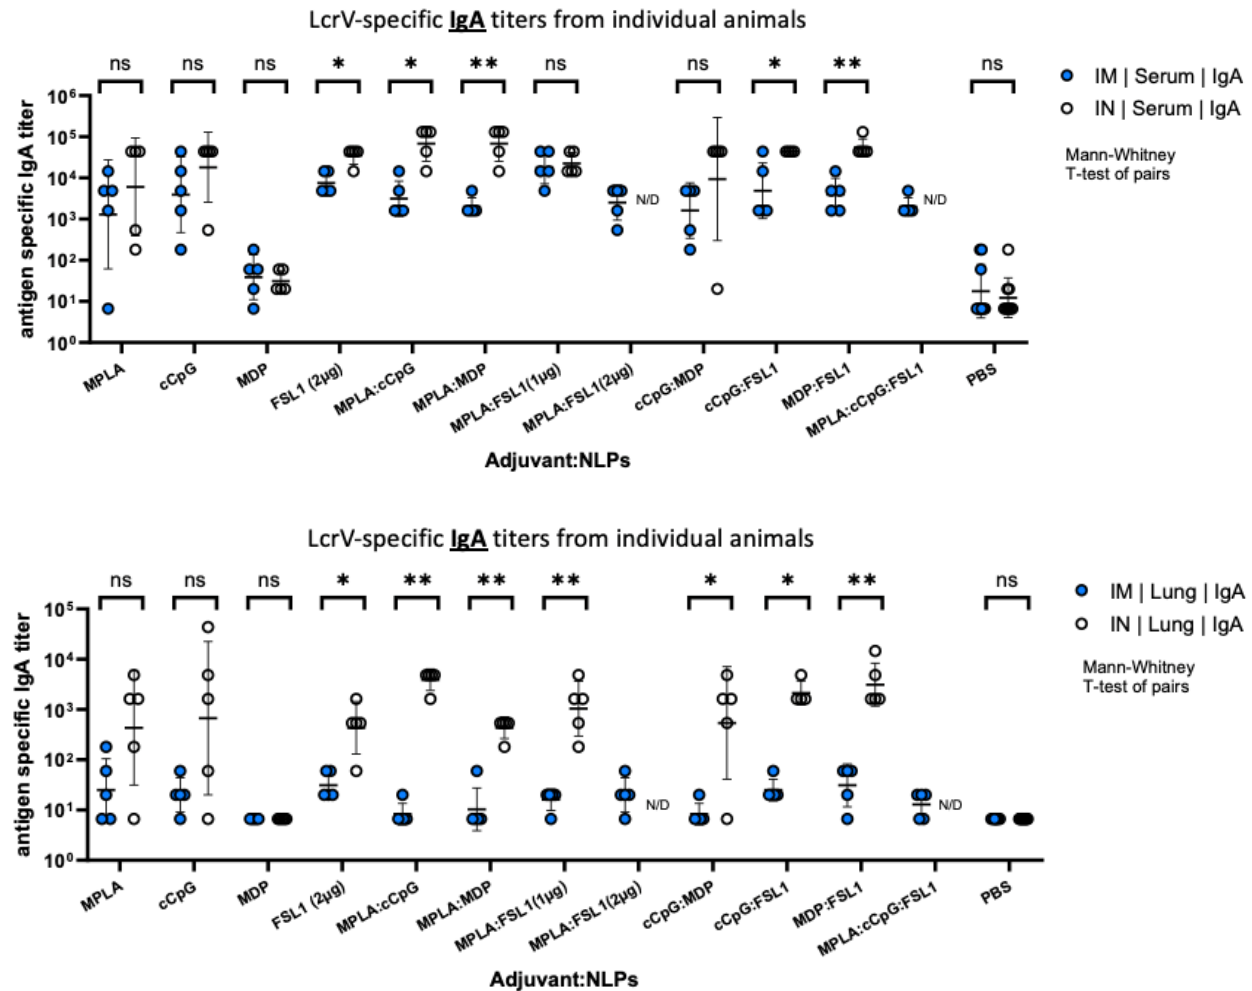 LcrV-specific IgA titers from individual animals
ns ns ns * * ** ns ns * ** ns
IM | Serum | IgA
IN | Serum | IgA
Mann-Whitney
T-test of pairs
antigen specific IgA titer
10⁶
10⁵
10⁴
10³
10²
10¹
10⁰
N/D N/D
MPLA cCpG MDP FSL1 (2µg) MPLA:cCpG MPLA:MDP MPLA:FSL1(1µg) MPLA:FSL1(2µg) cCpG:MDP cCpG:FSL1 MDP:FSL1 MPLA:cCpG:FSL1 PBS
Adjuvant:NLPs
LcrV-specific IgA titers from individual animals
ns ns ns * ** ** ** * * ** ns
IM | Lung | IgA
IN | Lung | IgA
Mann-Whitney
T-test of pairs
antigen specific IgA titer
10⁵
10⁴
10³
10²
10¹
10⁰
N/D N/D
MPLA cCpG MDP FSL1 (2µg) MPLA:cCpG MPLA:MDP MPLA:FSL1(1µg) MPLA:FSL1(2µg) cCpG:MDP cCpG:FSL1 MDP:FSL1 MPLA:cCpG:FSL1 PBS
Adjuvant:NLPs